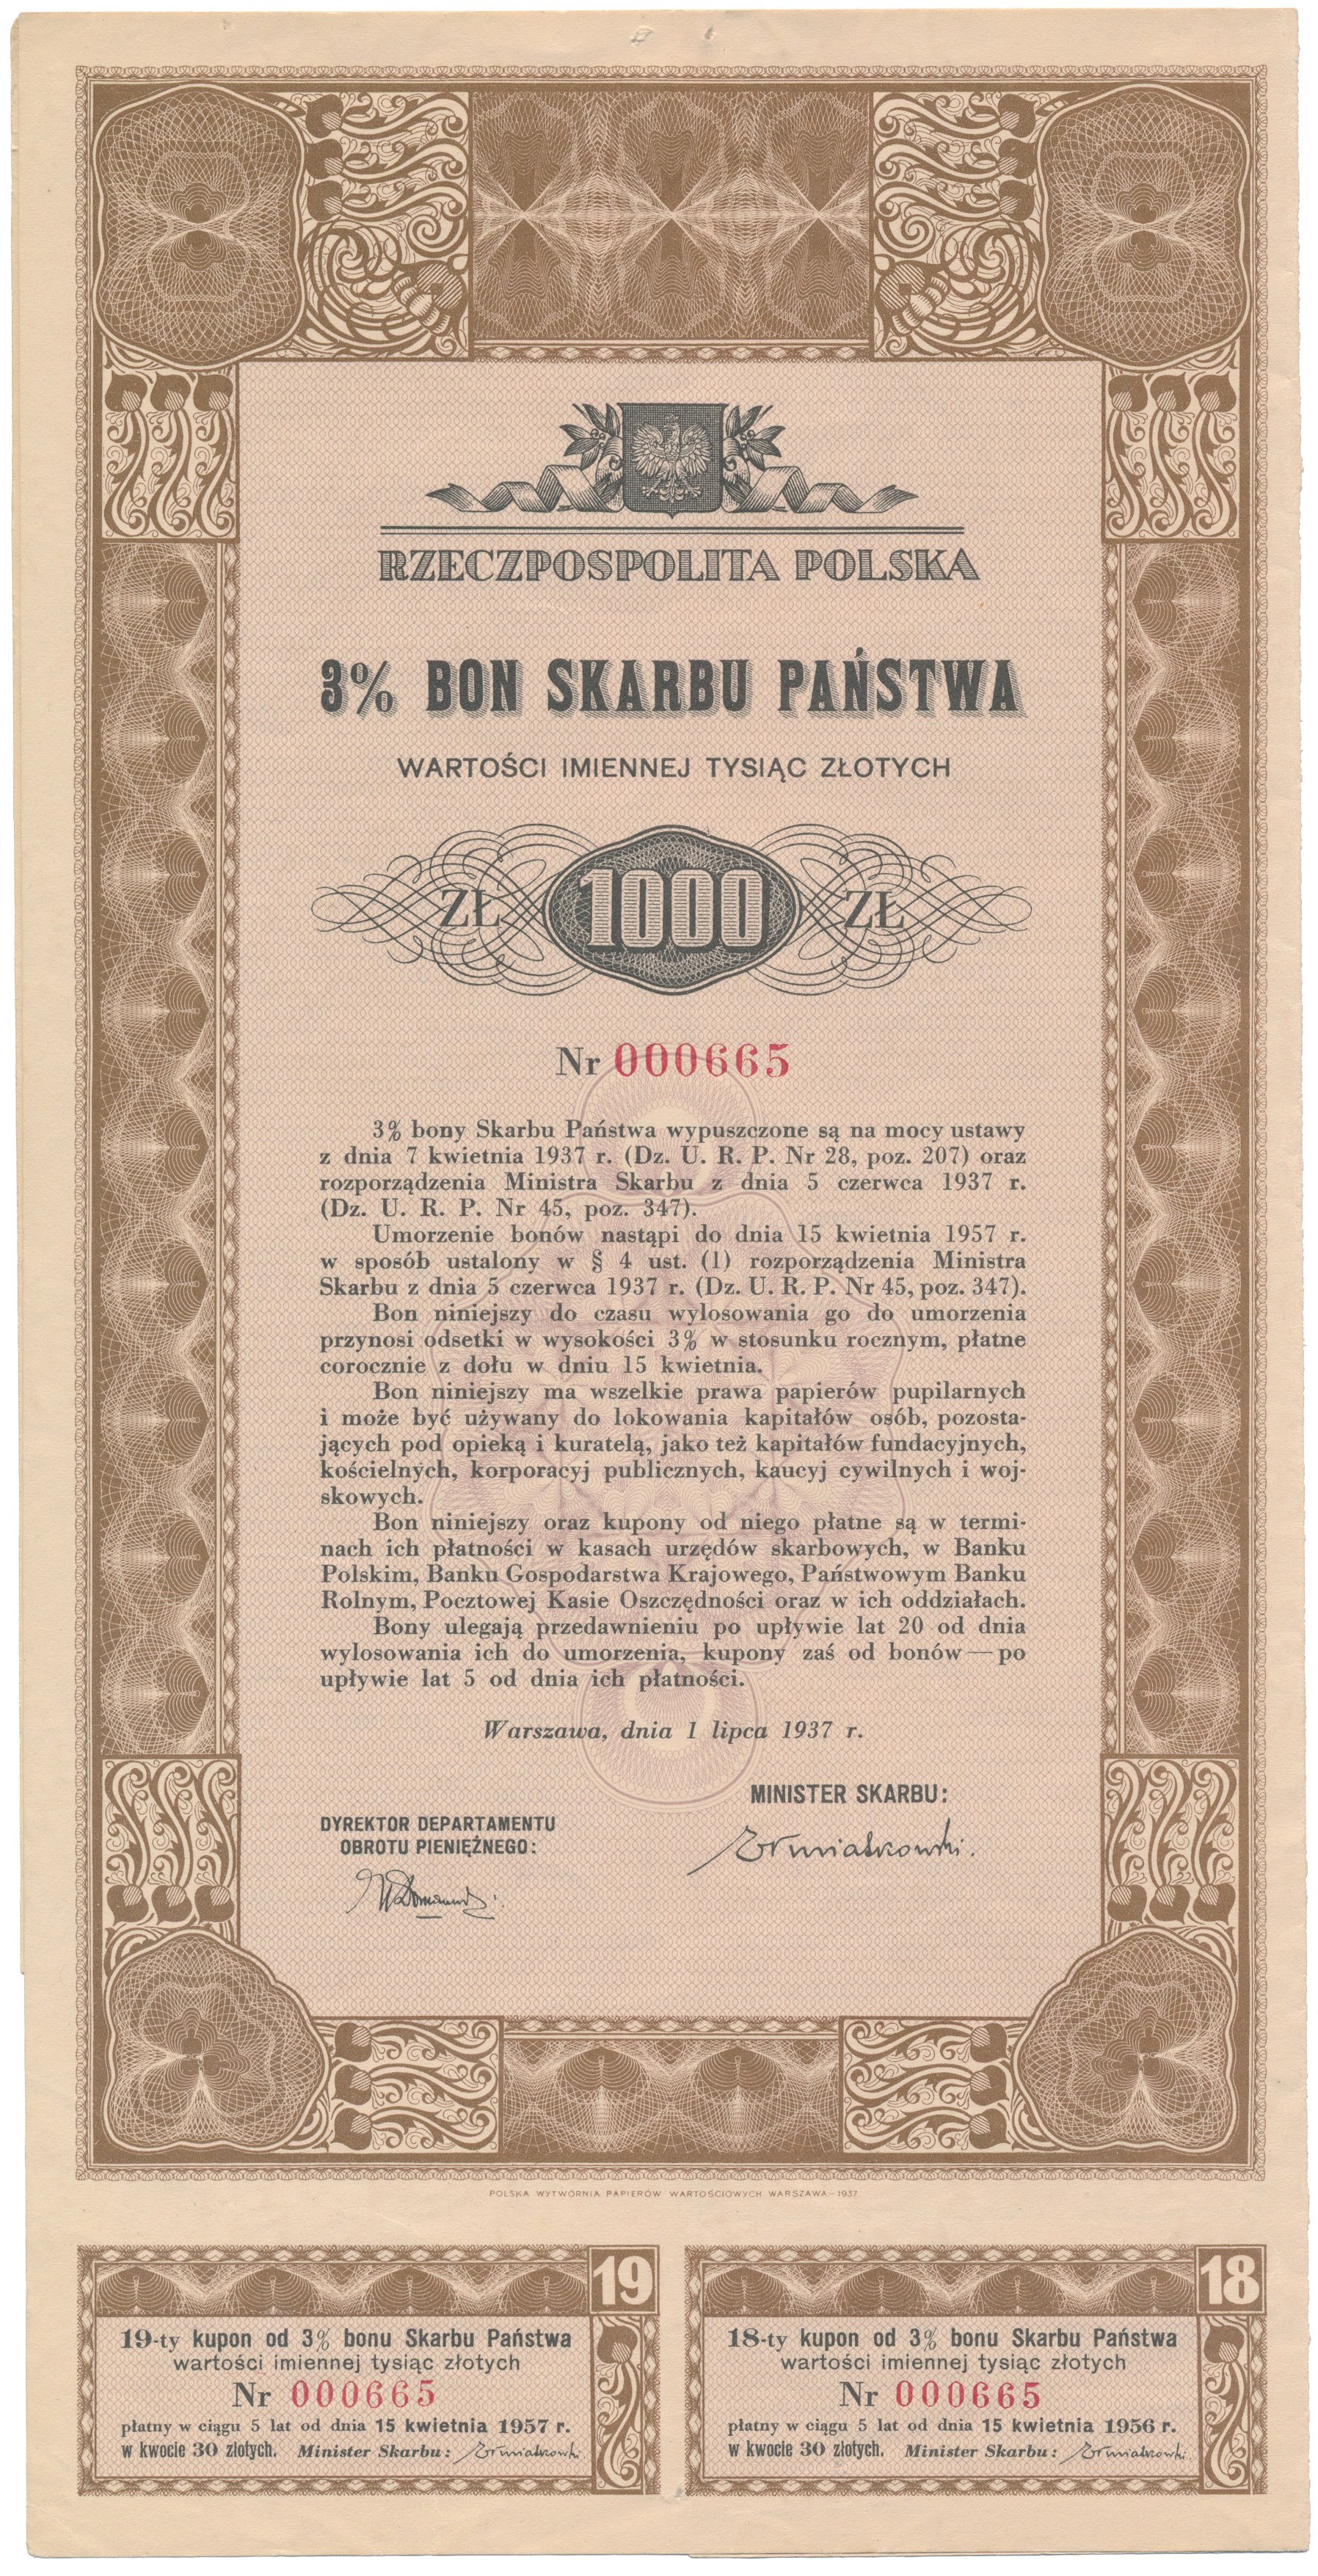 RZECZPOSPOLITA POLSKA
3% BON SKARBU PAŃSTWA
WARTOŚCI IMIENNEJ TYSIĄC ZŁOTYCH
ZŁ 1000 ZŁ
Nr 000665
3% bony Skarbu Państwa wypuszczone są na mocy ustawy
z dnia 7 kwietnia 1937 r. (Dz. U. R. P. Nr 28, poz. 207) oraz
rozporządzenia Ministra Skarbu z dnia 5 czerwca 1937 r.
(Dz. U. R. P. Nr 45, poz. 347).
Umorzenie bonów nastąpi do dnia 15 kwietnia 1957 r.
w sposób ustalony w § 4 ust. (1) rozporządzenia Ministra
Skarbu z dnia 5 czerwca 1937 r. (Dz. U. R. P. Nr 45, poz. 347).
Bon niniejszy do czasu wylosowania go do umorzenia
przynosi odsetki w wysokości 3% w stosunku rocznym, płatne
corocznie z dołu w dniu 15 kwietnia.
Bon niniejszy ma wszelkie prawa papierów pupilarnych
i może być używany do lokowania kapitałów osób, pozosta-
jących pod opieką i kuratelą, jako też kapitałów fundacyjnych,
kościelnych, korporacyj publicznych, kaucyj cywilnych i woj-
skowych.
Bon niniejszy oraz kupony od niego płatne są w termi-
nach ich płatności w kasach urzędów skarbowych, w Banku
Polskim, Banku Gospodarstwa Krajowego, Państwowym Banku
Rolnym, Pocztowej Kasie Oszczędności oraz w ich oddziałach.
Bony ulegają przedawnieniu po upływie lat 20 od dnia
wylosowania ich do umorzenia, kupony zaś od bonów — po
upływie lat 5 od dnia ich płatności.
Warszawa, dnia 1 lipca 1937 r.
MINISTER SKARBU:
DYREKTOR DEPARTAMENTU
OBROTU PIENIĘŻNEGO:
POLSKA WYTWÓRNIA PAPIERÓW WARTOŚCIOWYCH WARSZAWA - 1937
19
19-ty kupon od 3% bonu Skarbu Państwa
wartości imiennej tysiąc złotych
Nr 000665
płatny w ciągu 5 lat od dnia 15 kwietnia 1957 r.
w kwocie 30 złotych. Minister Skarbu:
18
18-ty kupon od 3% bonu Skarbu Państwa
wartości imiennej tysiąc złotych
Nr 000665
płatny w ciągu 5 lat od dnia 15 kwietnia 1956 r.
w kwocie 30 złotych. Minister Skarbu: